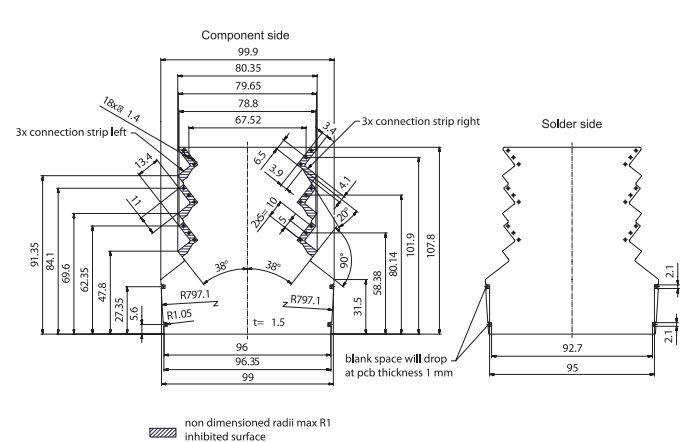 Component side
99.9
80.35
79.65
78.8
67.52
3x connection strip left
3x connection strip right
Solder side
3.4
6.5
3.9
13.4
11
4.1
20°
2x5= 10
5
90°
38°
38°
91.35
84.1
69.6
62.35
47.8
27.35
5.6
R797.1
R797.1
R1.05
t= 1.5
31.5
58.38
80.14
101.9
107.8
96
96.35
99
2.1
2.1
92.7
95
blank space will drop
at pcb thickness 1 mm
non dimensioned radii max R1
inhibited surface